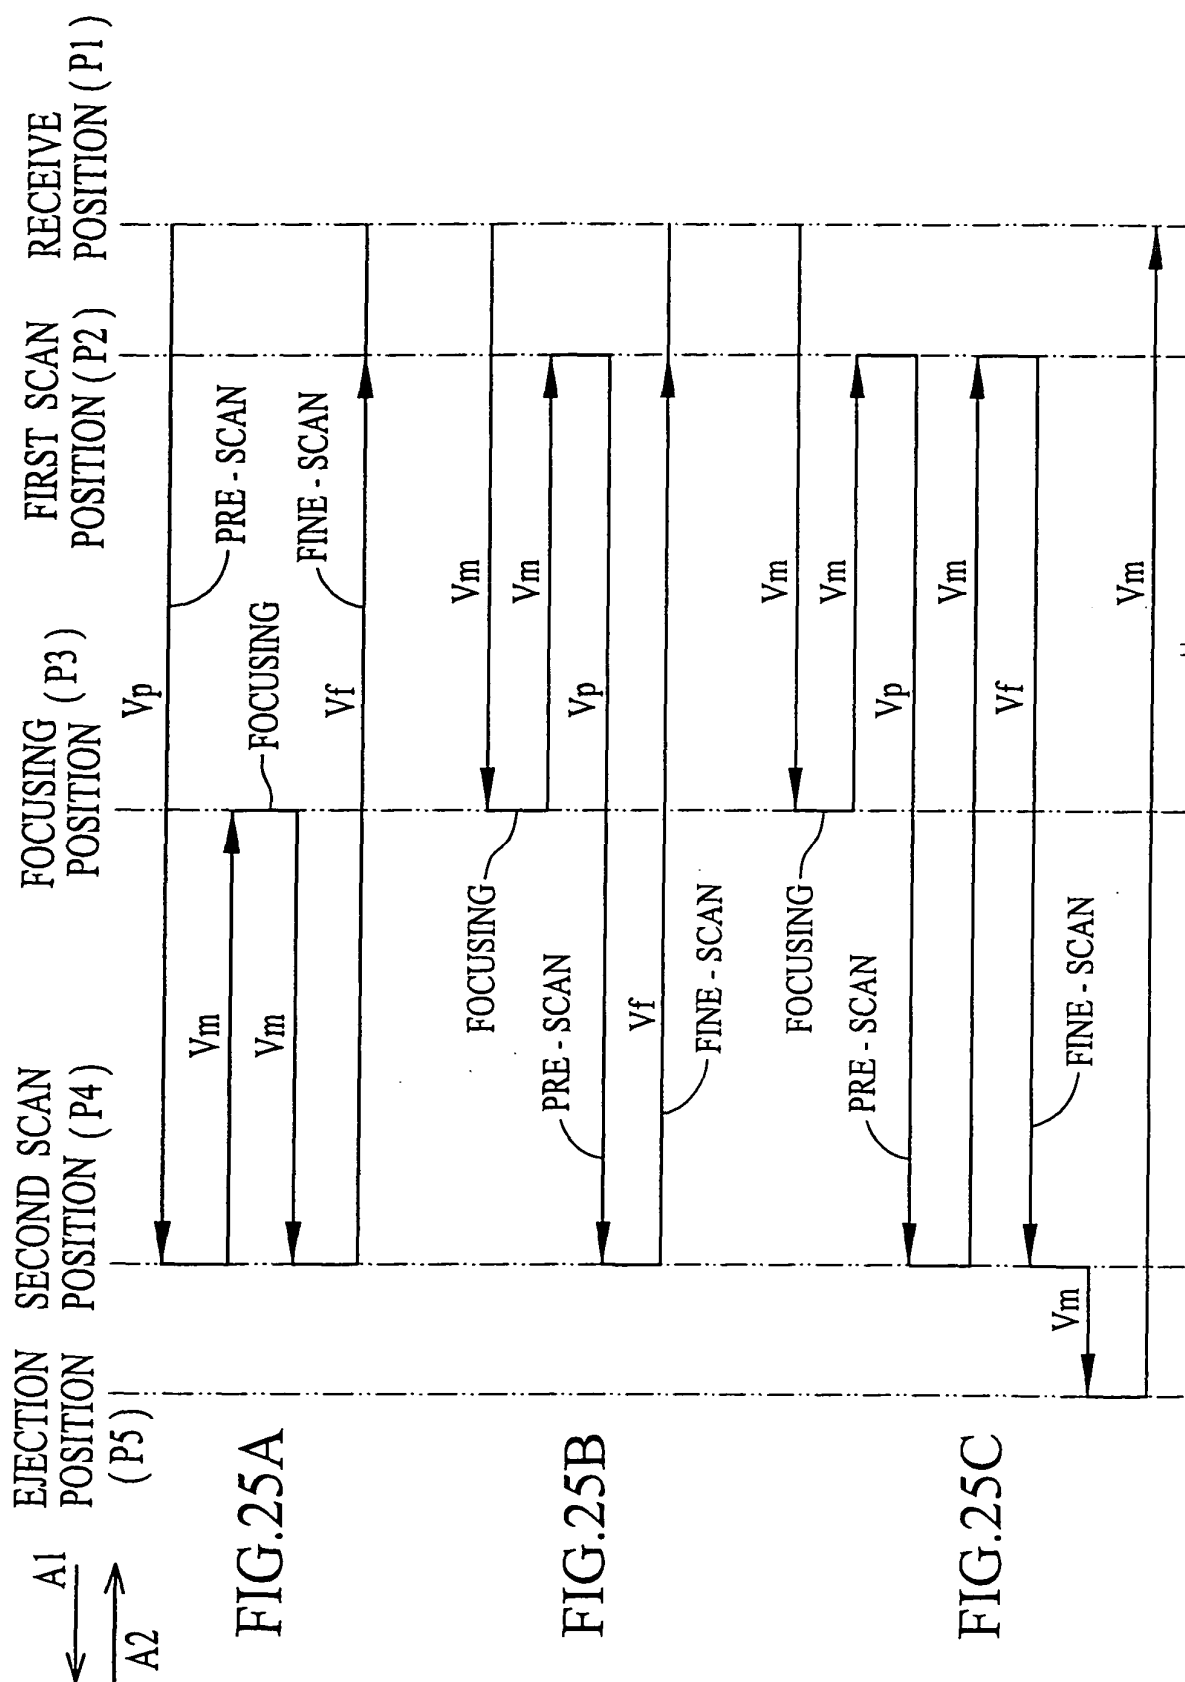 A1
A2
EJECTION
POSITION
(P5)
SECOND SCAN
POSITION (P4)
FOCUSING
POSITION (P3)
FIRST SCAN
POSITION (P2)
RECEIVE
POSITION (P1)
FIG.25A
Vp
PRE-SCAN
Vm
FOCUSING
Vm
Vf
FINE-SCAN
FIG.25B
Vm
FOCUSING
Vm
PRE-SCAN
Vp
Vf
FINE-SCAN
FIG.25C
Vm
FOCUSING
Vm
PRE-SCAN
Vp
Vm
Vf
FINE-SCAN
Vm
Vm